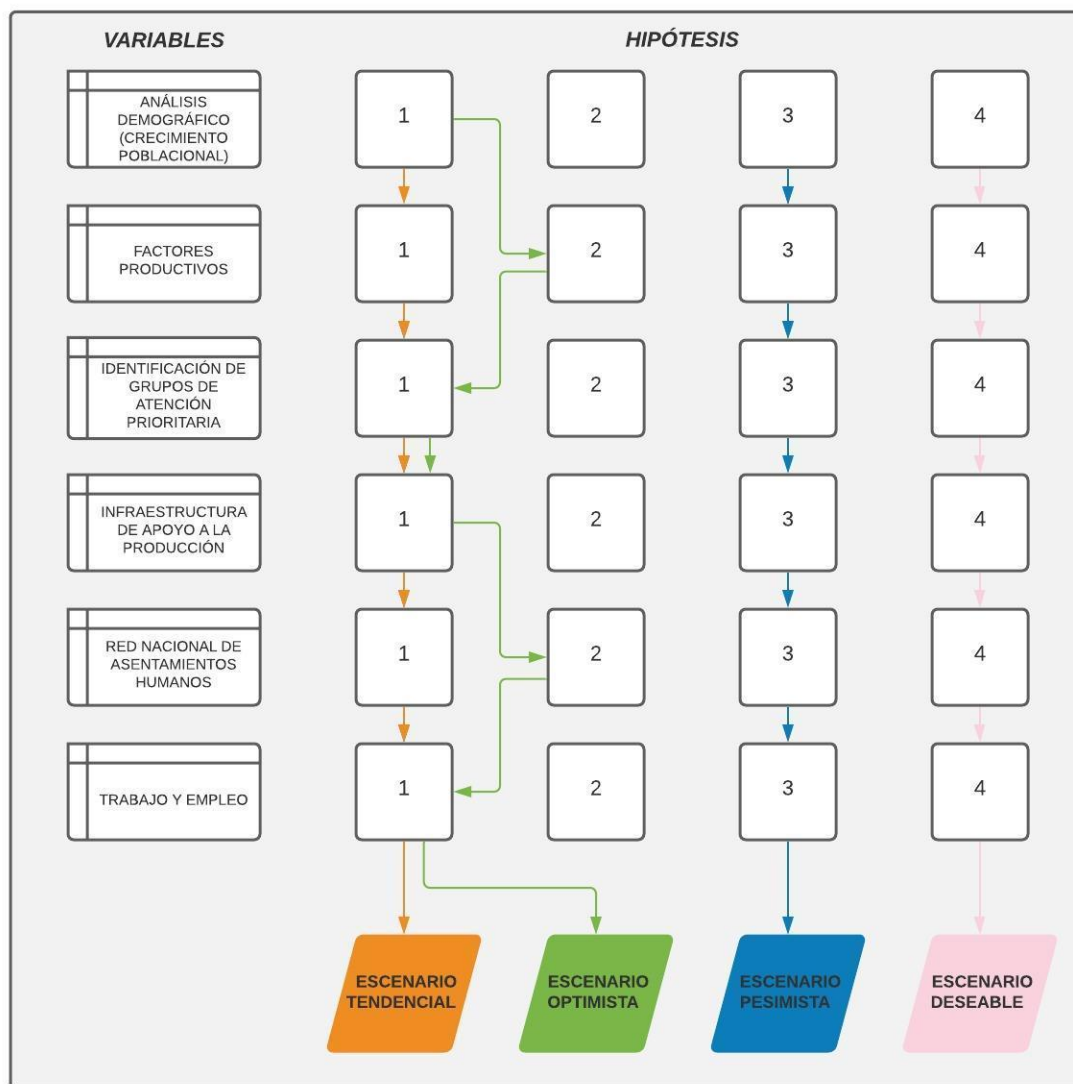 VARIABLES
HIPÓTESIS
ANÁLISIS
DEMOGRÁFICO
(CRECIMIENTO
POBLACIONAL)
1
2
3
4
FACTORES
PRODUCTIVOS
1
2
3
4
IDENTIFICACIÓN DE
GRUPOS DE
ATENCIÓN
PRIORITARIA
1
2
3
4
INFRAESTRUCTURA
DE APOYO A LA
PRODUCCIÓN
1
2
3
4
RED NACIONAL DE
ASENTAMIENTOS
HUMANOS
1
2
3
4
TRABAJO Y EMPLEO
1
2
3
4
ESCENARIO
TENDENCIAL
ESCENARIO
OPTIMISTA
ESCENARIO
PESIMISTA
ESCENARIO
DESEABLE